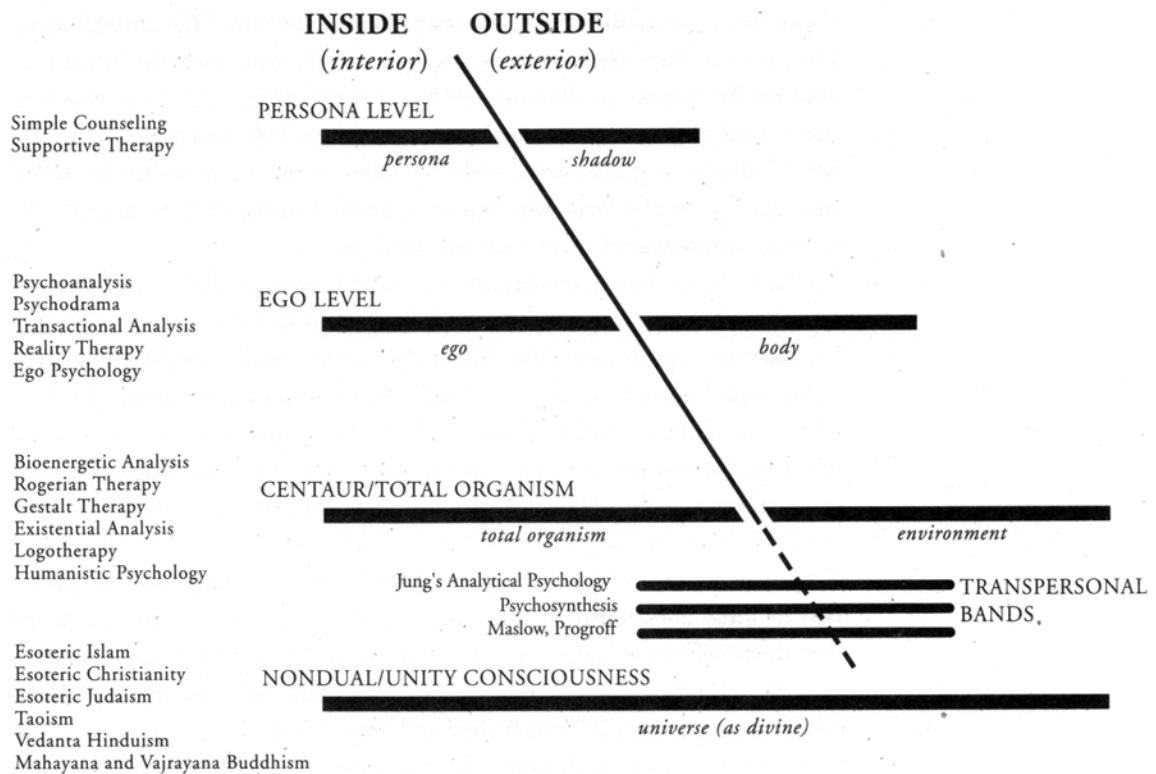 INSIDE OUTSIDE
(interior) (exterior)
PERSONA LEVEL
Simple Counseling
Supportive Therapy
persona shadow
Psychoanalysis
Psychodrama
Transactional Analysis
Reality Therapy
Ego Psychology
EGO LEVEL
ego body
Bioenergetic Analysis
Rogerian Therapy
Gestalt Therapy
Existential Analysis
Logotherapy
Humanistic Psychology
CENTAUR/TOTAL ORGANISM
total organism environment
Jung's Analytical Psychology
Psychosynthesis
Maslow, Progroff
TRANSPERSONAL
BANDS
Esoteric Islam
Esoteric Christianity
Esoteric Judaism
Taoism
Vedanta Hinduism
Mahayana and Vajrayana Buddhism
NONDUAL/UNITY CONSCIOUSNESS
universe (as divine)